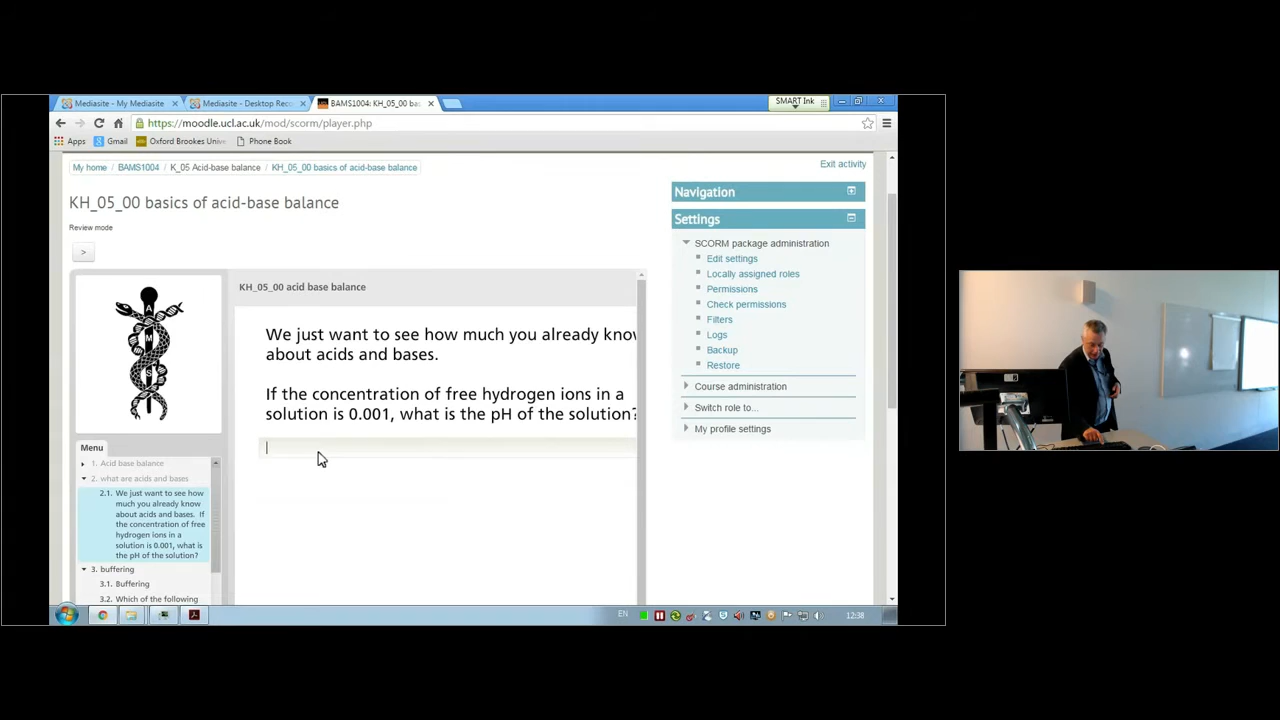 Mediasite - My Mediasite
Mediasite - Desktop Reco
BAMS1004: KH_05_00 bas
SMART Ink
https://moodle.ucl.ac.uk/mod/scorm/player.php
Apps
Gmail
Oxford Brookes Unive
Phone Book
My home / BAMS1004 / K_05 Acid-base balance / KH_05_00 basics of acid-base balance
Exit activity
KH_05_00 basics of acid-base balance
Review mode
>
Navigation
Settings
SCORM package administration
Edit settings
Locally assigned roles
Permissions
Check permissions
Filters
Logs
Backup
Restore
Course administration
Switch role to...
My profile settings
A
M
S
KH_05_00 acid base balance
We just want to see how much you already know
about acids and bases.
If the concentration of free hydrogen ions in a
solution is 0.001, what is the pH of the solution?
Menu
1. Acid base balance
2. what are acids and bases
2.1. We just want to see how
much you already know
about acids and bases. If
the concentration of free
hydrogen ions in a
solution is 0.001, what is
the pH of the solution?
3. buffering
3.1. Buffering
3.2. Which of the following
EN
12:38